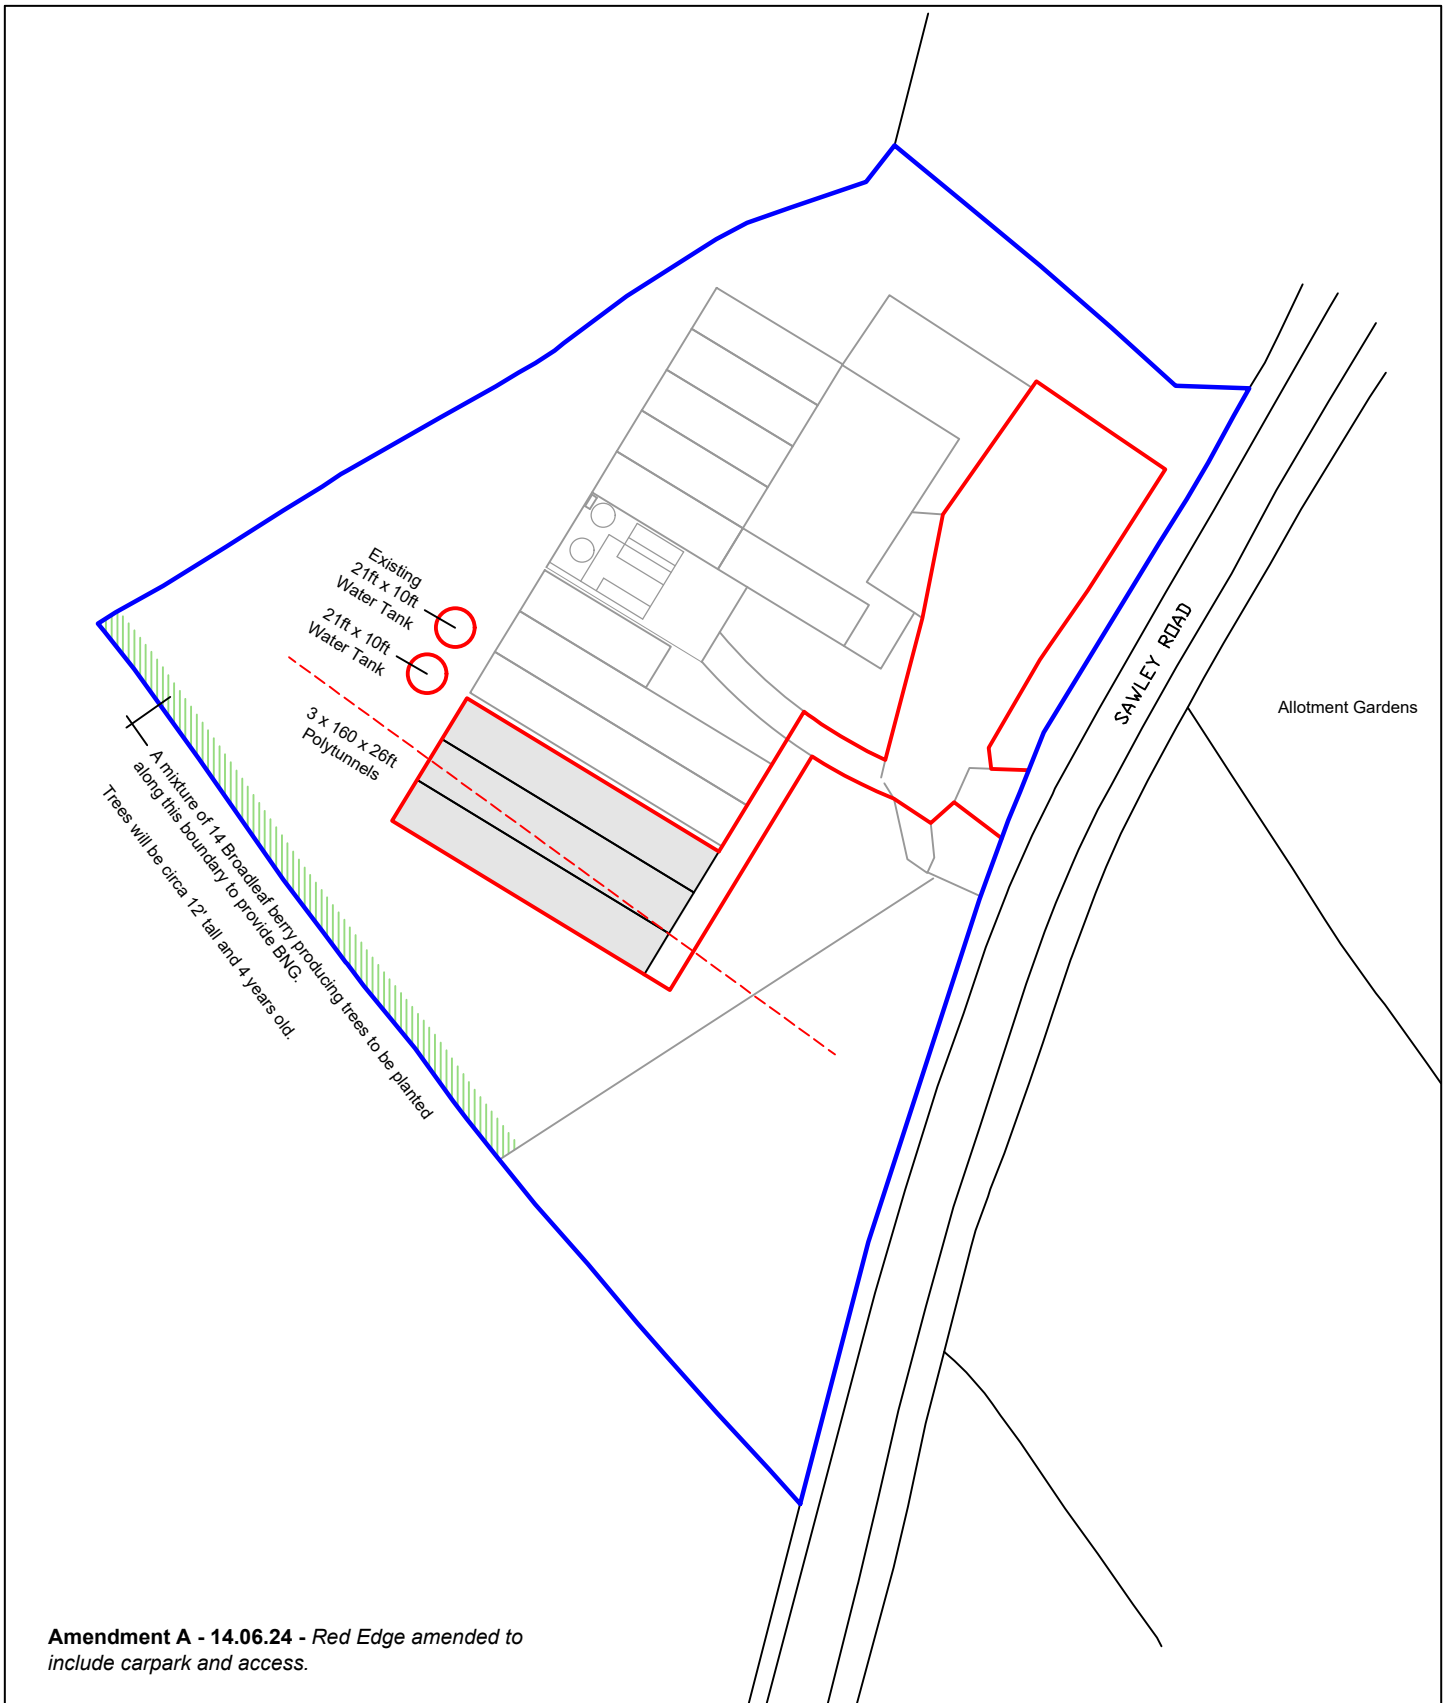 Existing
21ft x 10ft
Water Tank
21ft x 10ft
Water Tank
3 x 160 x 26ft
Polytunnels
A mixture of 14 Broadleaf berry producing trees to be planted
along this boundary to provide BNG.
Trees will be circa 12' tall and 4 years old.
SAWLEY ROAD
Allotment Gardens
Amendment A - 14.06.24 - Red Edge amended to
include carpark and access.